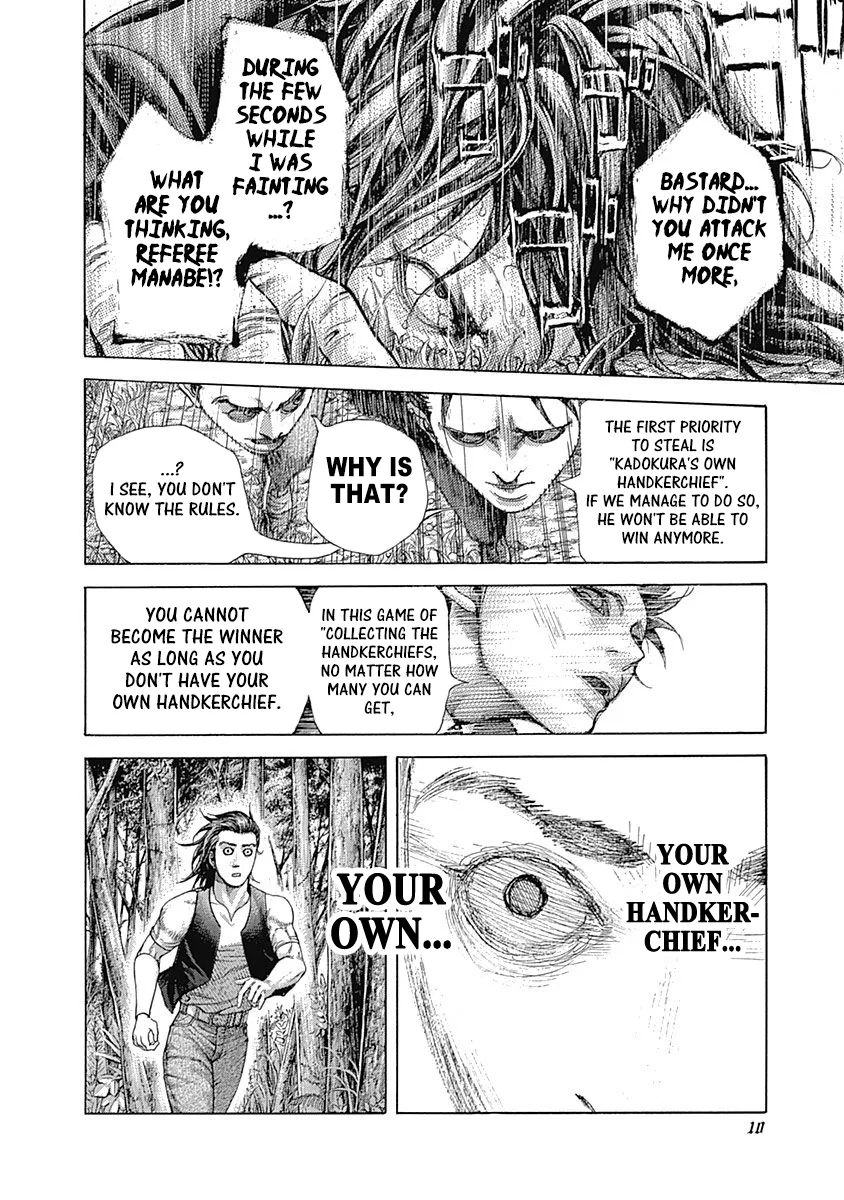 BASTARD...
WHY DIDN'T
YOU ATTACK
ME ONCE
MORE,
DURING
THE FEW
SECONDS
WHILE
I WAS
FAINTING
...?
WHAT
ARE YOU
THINKING,
REFEREE
MANABE!?
THE FIRST PRIORITY
TO STEAL IS
"KADOKURA'S OWN
HANDKERCHIEF".
IF WE MANAGE TO DO SO,
HE WON'T BE ABLE TO
WIN ANYMORE.
WHY IS
THAT?
...?
I SEE, YOU DON'T
KNOW THE RULES.
IN THIS GAME OF
"COLLECTING THE
HANDKERCHIEFS,
NO MATTER HOW
MANY YOU CAN
GET,
YOU CANNOT
BECOME THE WINNER
AS LONG AS YOU
DON'T HAVE YOUR
OWN HANDKERCHIEF.
YOUR
OWN
HANDKER-
CHIEF...
YOUR
OWN...